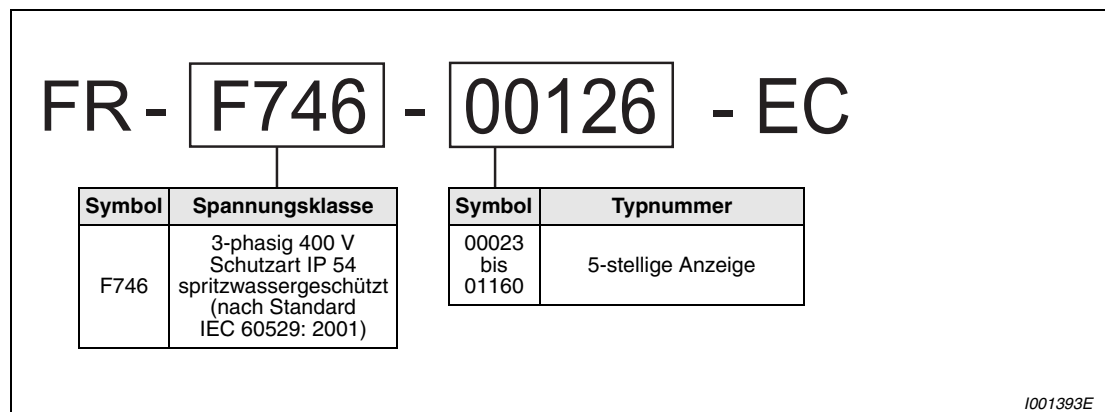 FR- F746 - 00126 - EC
Symbol Spannungsklasse
F746
3-phasig 400 V
Schutzart IP 54
spritzwassergeschützt
(nach Standard
IEC 60529: 2001)
Symbol Typnummer
00023
bis
01160
5-stellige Anzeige
I001393E